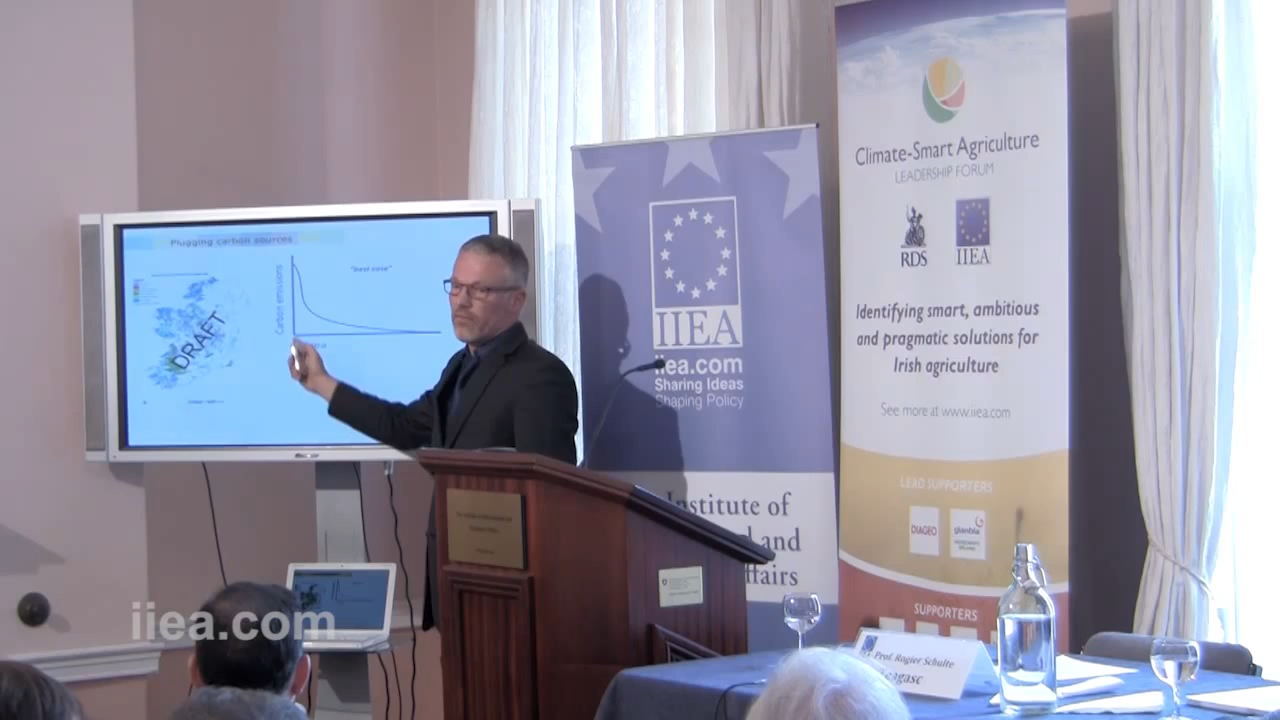 Plugging carbon sources
"best case"
Carbon emissions
DRAFT
IIEA
iiea.com
Sharing Ideas
Shaping Policy
Institute of
and
ffairs
Climate-Smart Agriculture
LEADERSHIP FORUM
RDS
IIEA
Identifying smart, ambitious
and pragmatic solutions for
Irish agriculture
See more at www.iiea.com
LEAD SUPPORTERS
DIAGEO
glanbia
SUPPORTERS
Prof. Rogier Schulte
eagasc
iiea.com